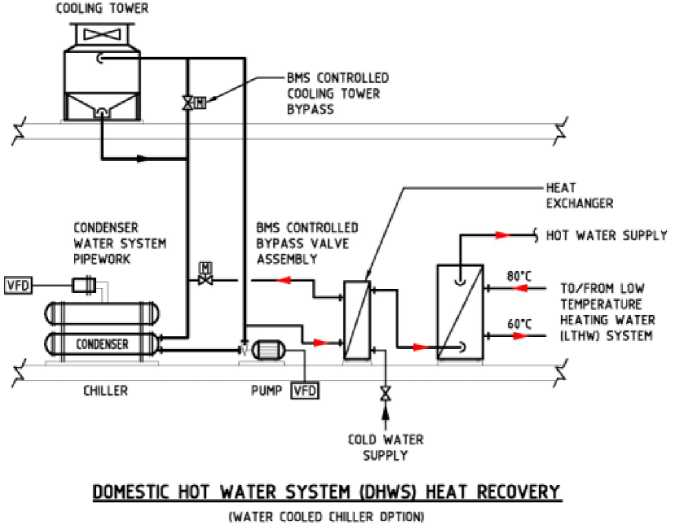 COOLING TOWER
BMS CONTROLLED
COOLING TOWER
BYPASS
M
HEAT
EXCHANGER
CONDENSER
WATER SYSTEM
PIPEWORK
BMS CONTROLLED
BYPASS VALVE
ASSEMBLY
HOT WATER SUPPLY
M
VFD
80°C
TO/FROM LOW
TEMPERATURE
HEATING WATER
(LTHW) SYSTEM
60°C
CONDENSER
CHILLER
PUMP
VFD
COLD WATER
SUPPLY
DOMESTIC HOT WATER SYSTEM (DHWS) HEAT RECOVERY
(WATER COOLED CHILLER OPTION)